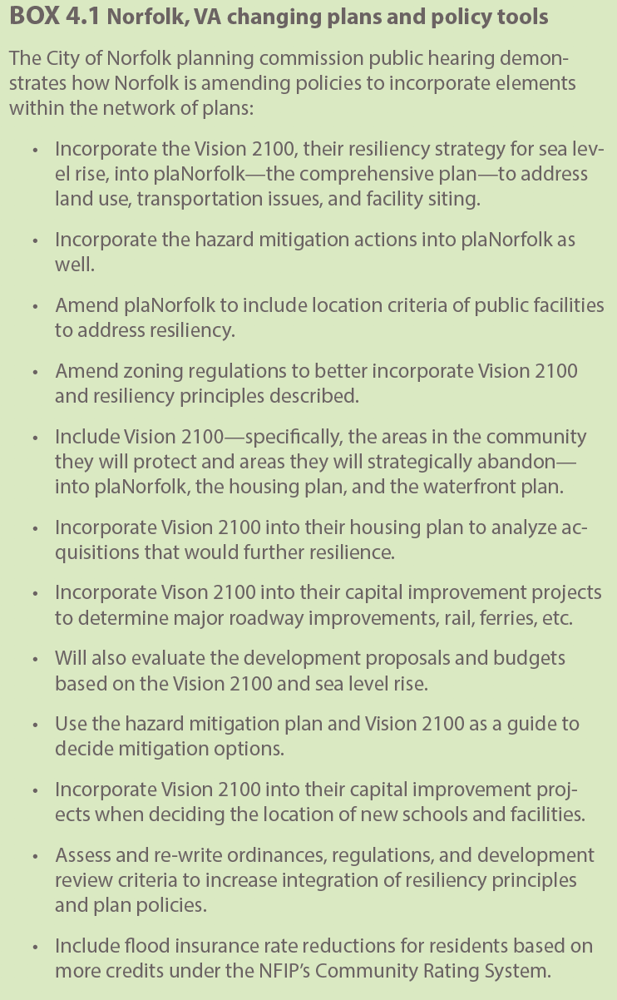 BOX 4.1 Norfolk, VA changing plans and policy tools
The City of Norfolk planning commission public hearing demon-
strates how Norfolk is amending policies to incorporate elements
within the network of plans:
• Incorporate the Vision 2100, their resiliency strategy for sea lev-
el rise, into plaNorfolk—the comprehensive plan—to address
land use, transportation issues, and facility siting.
• Incorporate the hazard mitigation actions into plaNorfolk as
well.
• Amend plaNorfolk to include location criteria of public facilities
to address resiliency.
• Amend zoning regulations to better incorporate Vision 2100
and resiliency principles described.
• Include Vision 2100—specifically, the areas in the community
they will protect and areas they will strategically abandon—
into plaNorfolk, the housing plan, and the waterfront plan.
• Incorporate Vision 2100 into their housing plan to analyze ac-
quisitions that would further resilience.
• Incorporate Vison 2100 into their capital improvement projects
to determine major roadway improvements, rail, ferries, etc.
• Will also evaluate the development proposals and budgets
based on the Vision 2100 and sea level rise.
• Use the hazard mitigation plan and Vision 2100 as a guide to
decide mitigation options.
• Incorporate Vision 2100 into their capital improvement proj-
ects when deciding the location of new schools and facilities.
• Assess and re-write ordinances, regulations, and development
review criteria to increase integration of resiliency principles
and plan policies.
• Include flood insurance rate reductions for residents based on
more credits under the NFIP's Community Rating System.